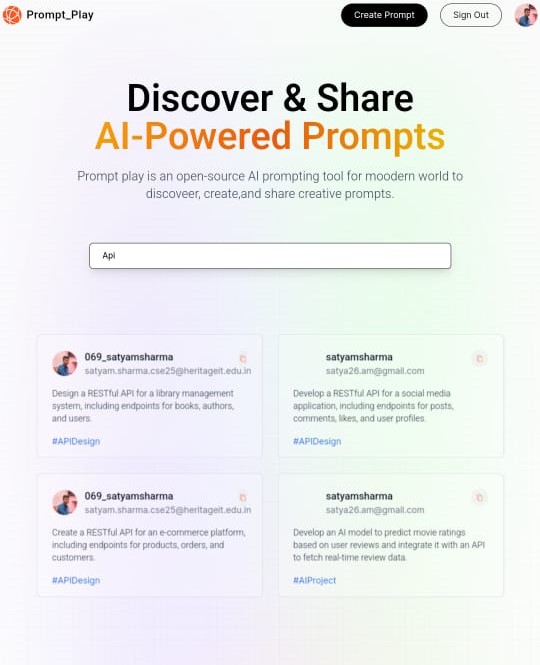 Prompt_Play
Create Prompt
Sign Out
Discover & Share
AI-Powered Prompts
Prompt play is an open-source AI prompting tool for moodern world to
discoveer, create,and share creative prompts.
Api
069_satyamsharma
satyam.sharma.cse25@heritageit.edu.in
Design a RESTful API for a library management
system, including endpoints for books, authors,
and users.
#APIDesign
satyamsharma
satya26.am@gmail.com
Develop a RESTful API for a social media
application, including endpoints for posts,
comments, likes, and user profiles.
#APIDesign
069_satyamsharma
satyam.sharma.cse25@heritageit.edu.in
Create a RESTful API for an e-commerce platform,
including endpoints for products, orders, and
customers.
#APIDesign
satyamsharma
satya26.am@gmail.com
Develop an AI model to predict movie ratings
based on user reviews and integrate it with an API
to fetch real-time review data.
#AIProject